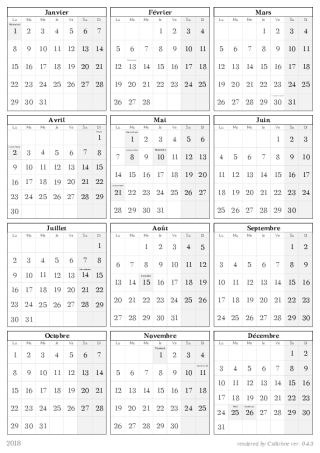 Janvier
Lu Ma Me Je Ve Sa Di
1 2 3 4 5 6 7
8 9 10 11 12 13 14
15 16 17 18 19 20 21
22 23 24 25 26 27 28
29 30 31
Février
Lu Ma Me Je Ve Sa Di
1 2 3 4
5 6 7 8 9 10 11
12 13 14 15 16 17 18
19 20 21 22 23 24 25
26 27 28
Mars
Lu Ma Me Je Ve Sa Di
1 2 3 4
5 6 7 8 9 10 11
12 13 14 15 16 17 18
19 20 21 22 23 24 25
26 27 28 29 30 31
Avril
Lu Ma Me Je Ve Sa Di
1
2 3 4 5 6 7 8
9 10 11 12 13 14 15
16 17 18 19 20 21 22
23 24 25 26 27 28 29
30
Mai
Lu Ma Me Je Ve Sa Di
1 2 3 4 5 6
7 8 9 10 11 12 13
14 15 16 17 18 19 20
21 22 23 24 25 26 27
28 29 30 31
Juin
Lu Ma Me Je Ve Sa Di
1 2 3
4 5 6 7 8 9 10
11 12 13 14 15 16 17
18 19 20 21 22 23 24
25 26 27 28 29 30
Juillet
Lu Ma Me Je Ve Sa Di
1
2 3 4 5 6 7 8
9 10 11 12 13 14 15
16 17 18 19 20 21 22
23 24 25 26 27 28 29
30 31
Août
Lu Ma Me Je Ve Sa Di
1 2 3 4 5
6 7 8 9 10 11 12
13 14 15 16 17 18 19
20 21 22 23 24 25 26
27 28 29 30 31
Septembre
Lu Ma Me Je Ve Sa Di
1 2
3 4 5 6 7 8 9
10 11 12 13 14 15 16
17 18 19 20 21 22 23
24 25 26 27 28 29 30
Octobre
Lu Ma Me Je Ve Sa Di
1 2 3 4 5 6 7
8 9 10 11 12 13 14
15 16 17 18 19 20 21
22 23 24 25 26 27 28
29 30 31
Novembre
Lu Ma Me Je Ve Sa Di
1 2 3 4
5 6 7 8 9 10 11
12 13 14 15 16 17 18
19 20 21 22 23 24 25
26 27 28 29 30
Décembre
Lu Ma Me Je Ve Sa Di
1 2
3 4 5 6 7 8 9
10 11 12 13 14 15 16
17 18 19 20 21 22 23
24 25 26 27 28 29 30
31
2018 rendered by ver. 0.4.3